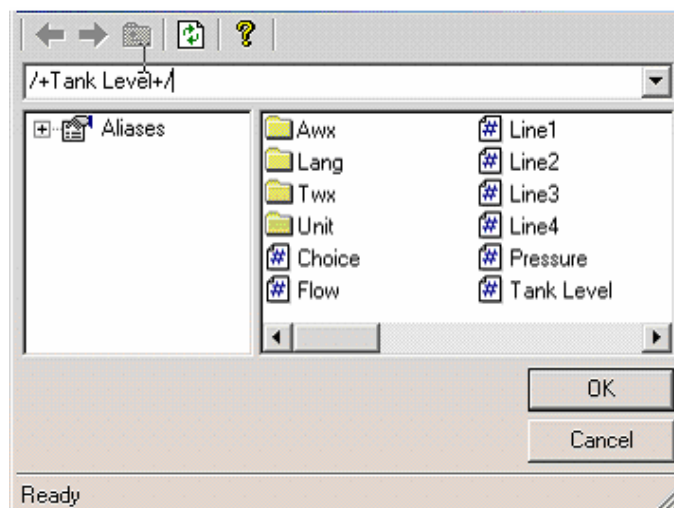 /+Tank Level+/
Aliases
Awx
Lang
Twx
Unit
Choice
Flow
Line1
Line2
Line3
Line4
Pressure
Tank Level
OK
Cancel
Ready